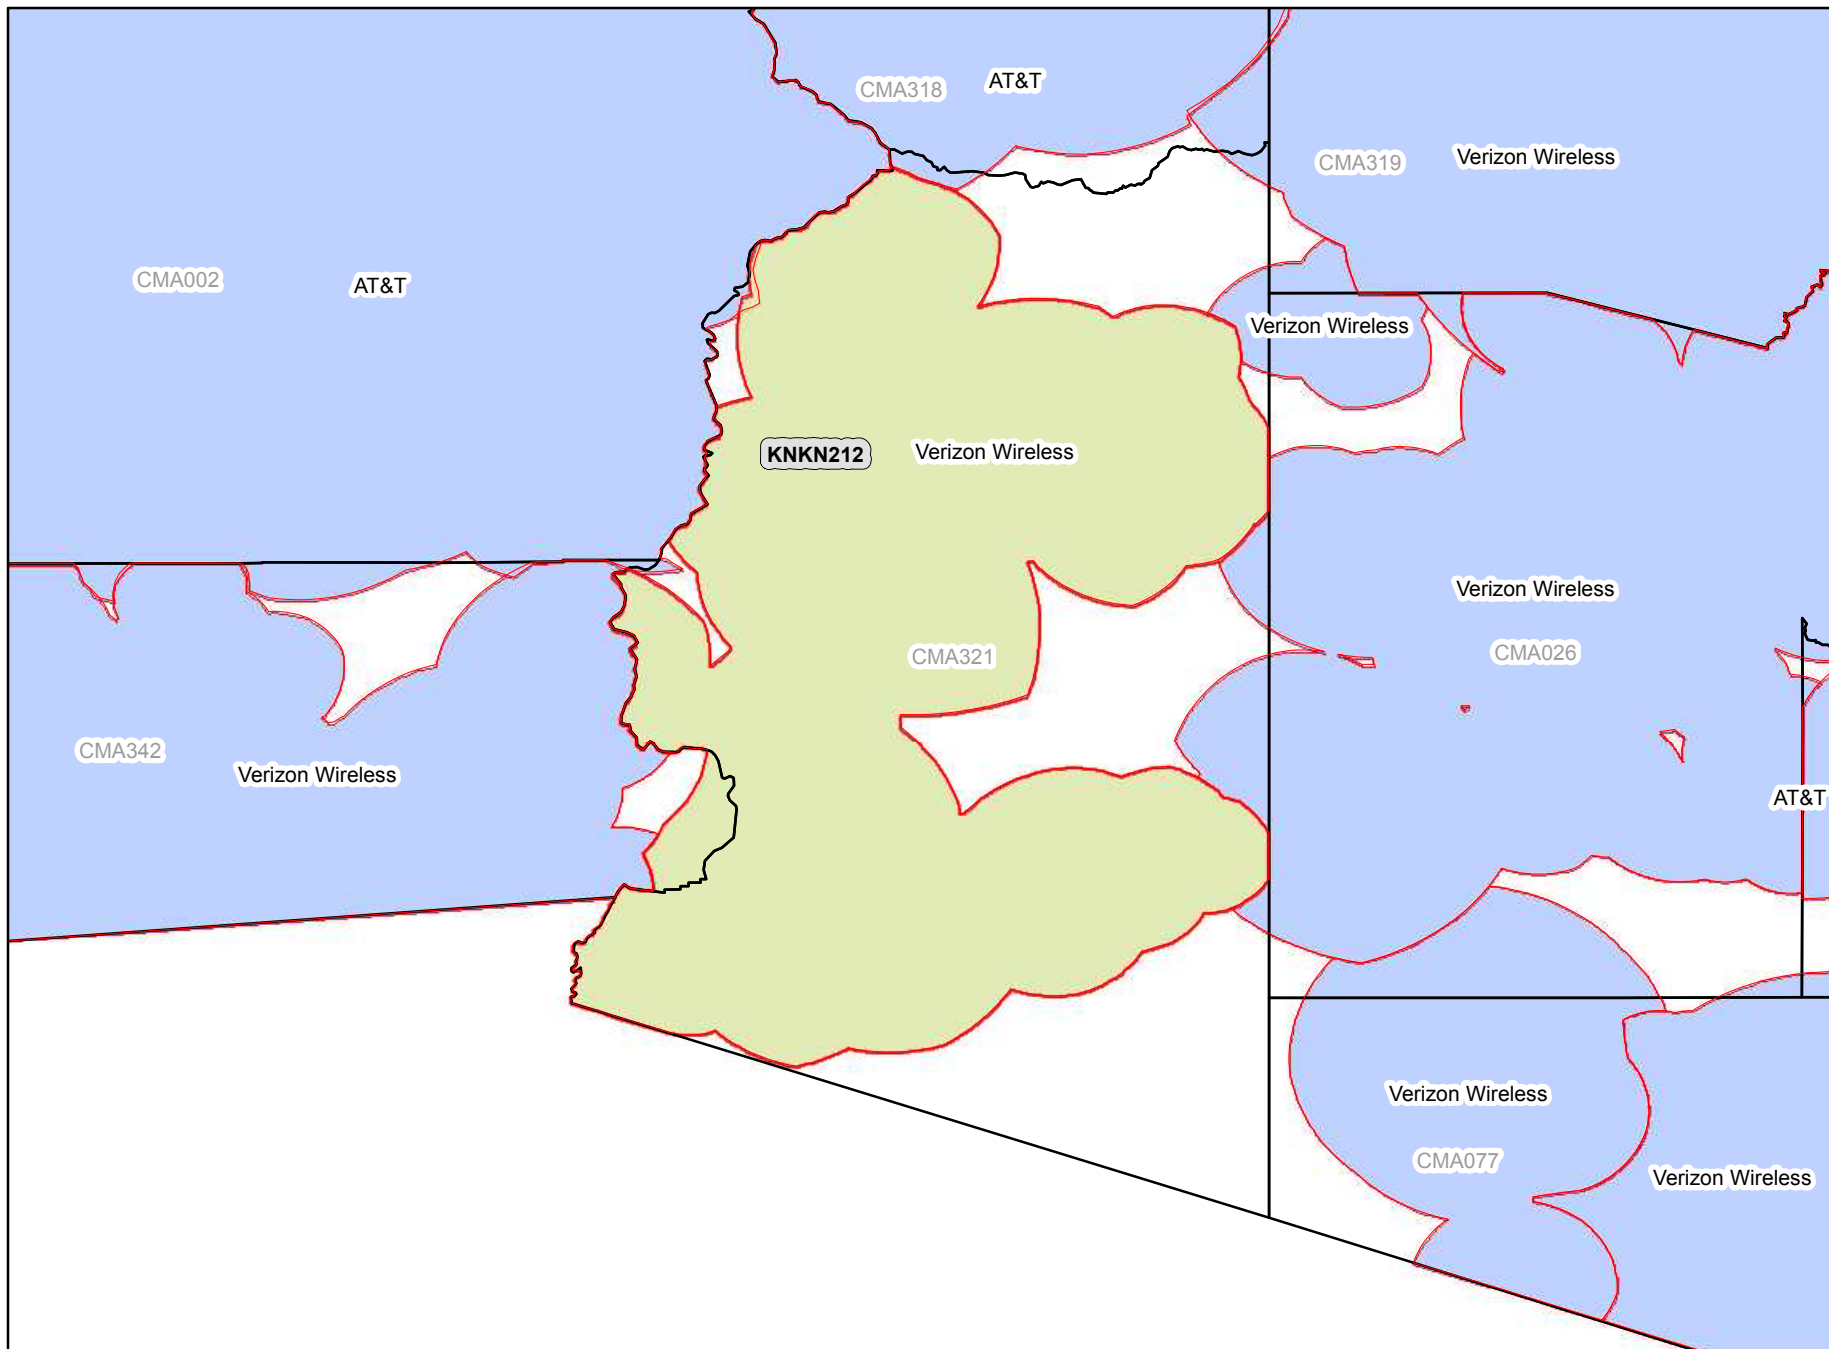 CMA318
AT&T
CMA319
Verizon Wireless
CMA002
AT&T
Verizon Wireless
KNKN212
Verizon Wireless
Verizon Wireless
CMA321
CMA026
CMA342
Verizon Wireless
AT&T
Verizon Wireless
CMA077
Verizon Wireless